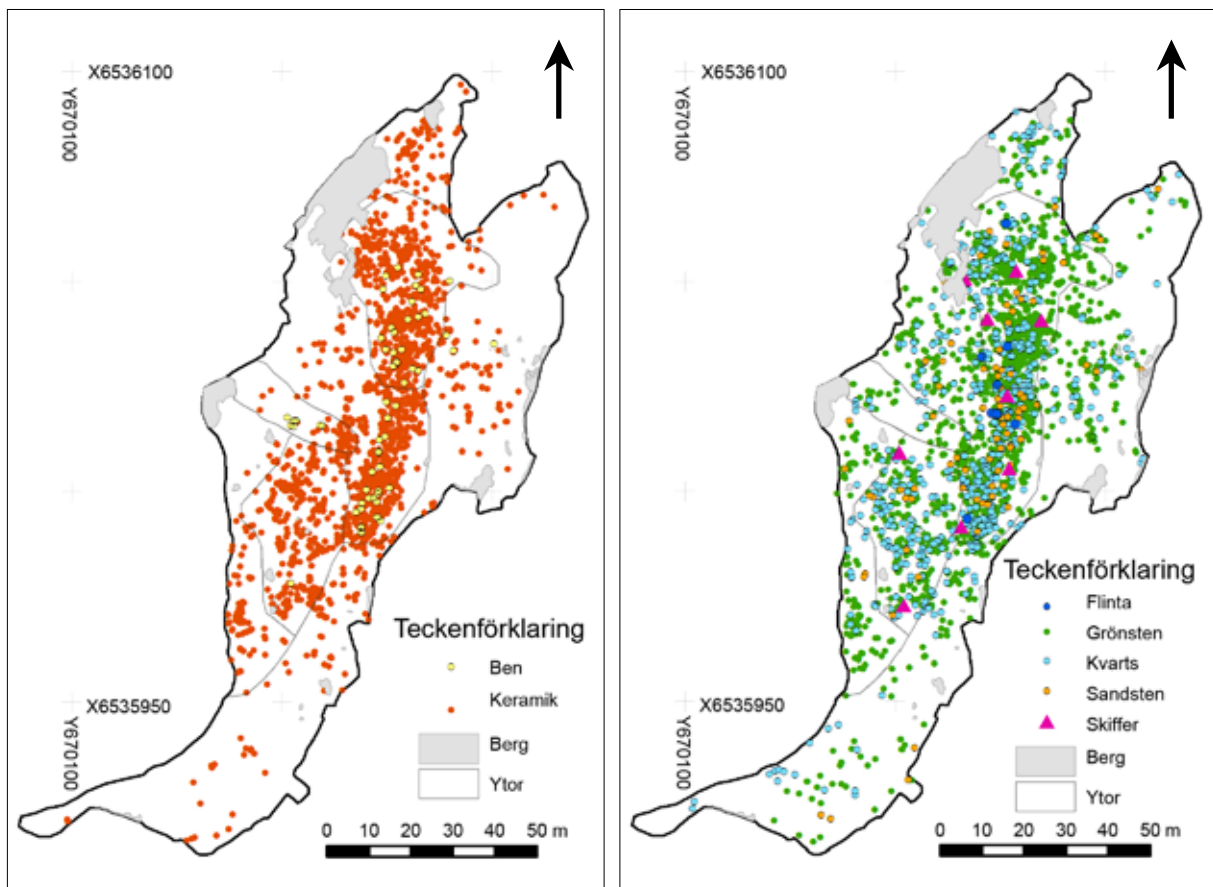 X6536100
Y670100
X6535950
Y670100
Teckenförklaring
Ben
Keramik
Berg
Ytor
0 10 20 30 40 50 m
X6536100
Y670100
X6535950
Y670100
Teckenförklaring
Flinta
Grönsten
Kvarts
Sandsten
Skiffer
Berg
Ytor
0 10 20 30 40 50 m